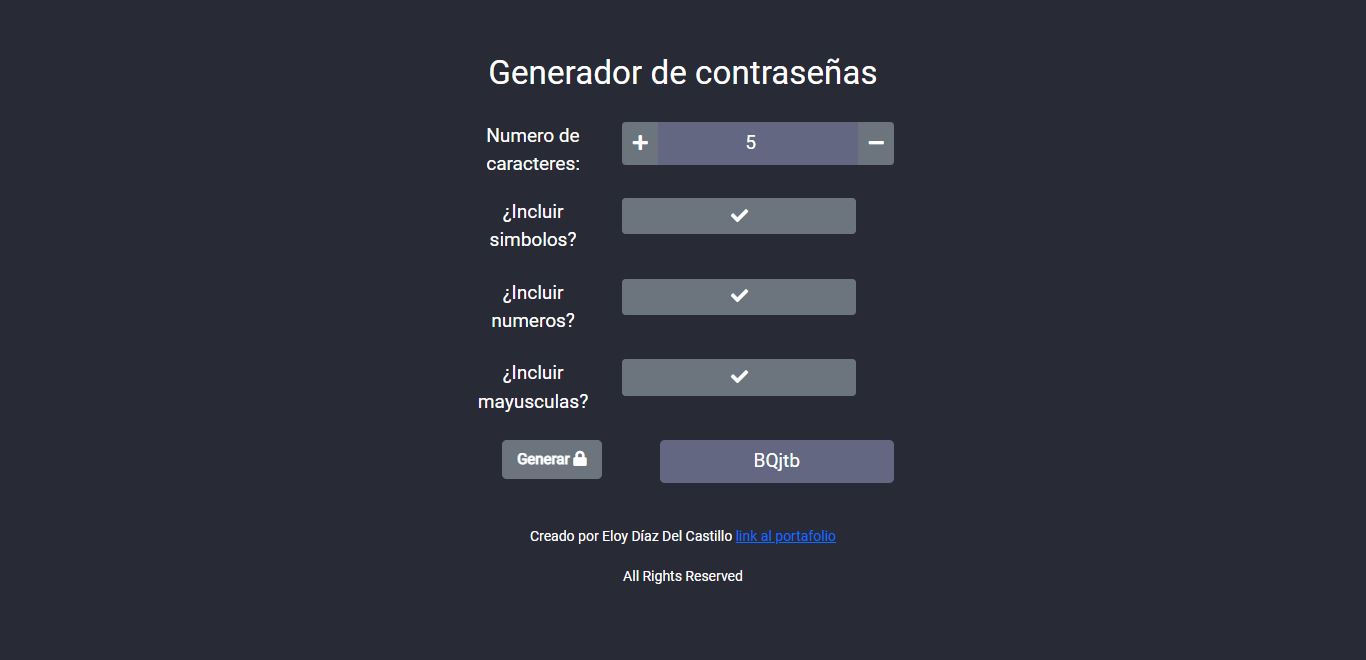 Generador de contraseñas
Numero de
caracteres:
5
¿Incluir
simbolos?
¿Incluir
numeros?
¿Incluir
mayusculas?
Generar
BQjtb
Creado por Eloy Díaz Del Castillo link al portafolio
All Rights Reserved